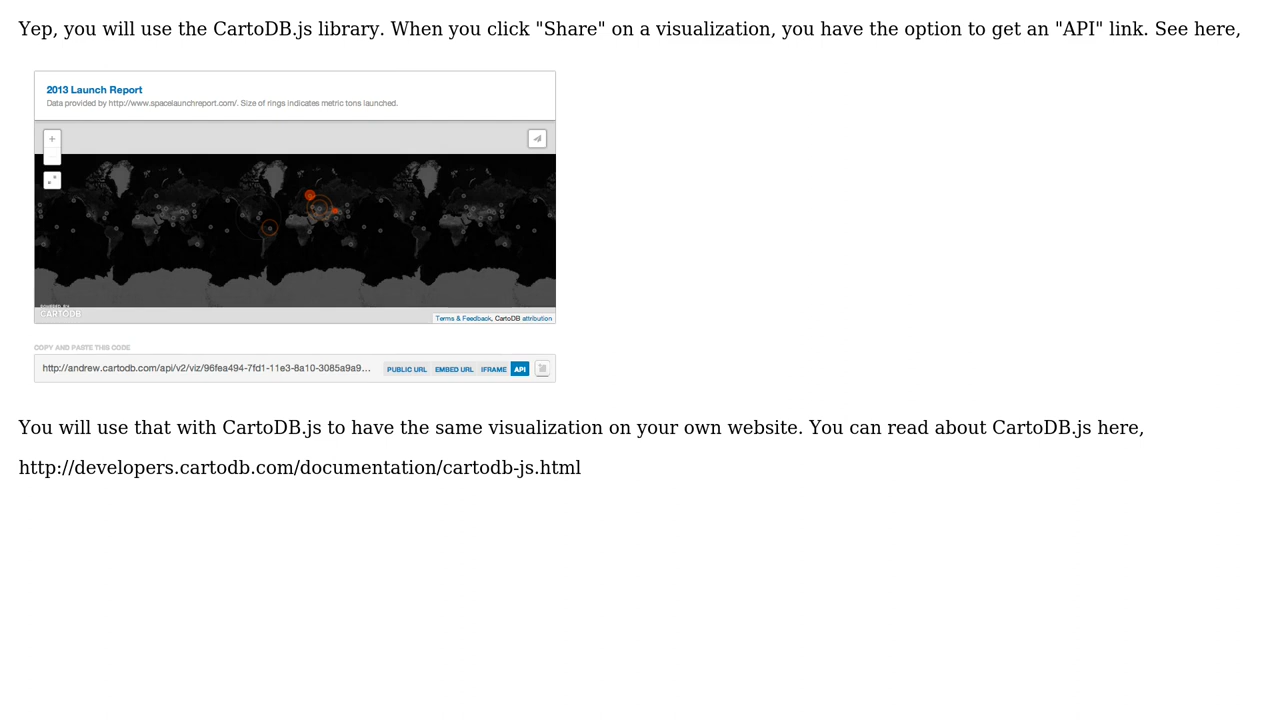 Yep, you will use the CartoDB.js library. When you click "Share" on a visualization, you have the option to get an "API" link. See here,
2013 Launch Report
Data provided by http://www.spacelaunchreport.com/. Size of rings indicates metric tons launched.
+
POWERED BY
CARTODB
Terms & Feedback, CartoDB attribution
COPY AND PASTE THIS CODE
http://andrew.cartodb.com/api/v2/viz/96fea494-7fd1-11e3-8a10-3085a9a9... PUBLIC URL EMBED URL IFRAME API
You will use that with CartoDB.js to have the same visualization on your own website. You can read about CartoDB.js here,
http://developers.cartodb.com/documentation/cartodb-js.html